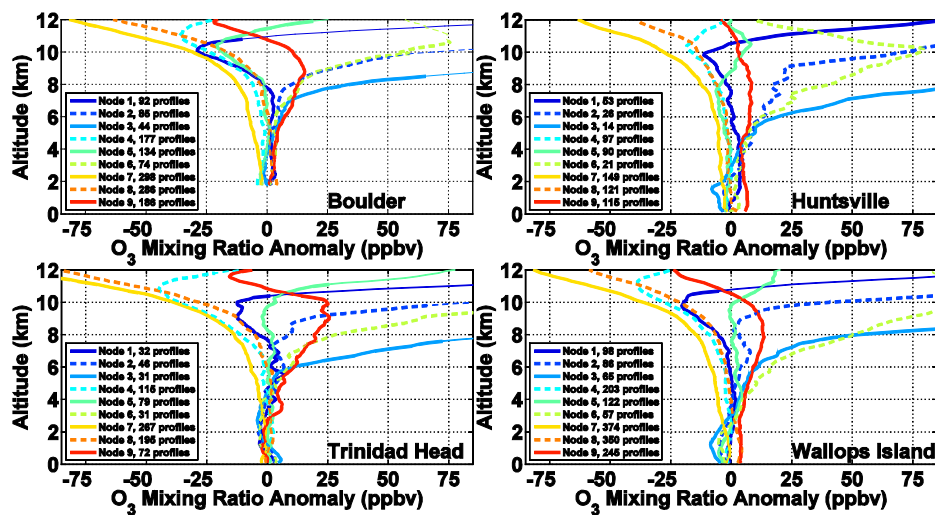 12
10
8
6
4
2
0
Altitude (km)
Node 1, 92 profiles
Node 2, 85 profiles
Node 3, 44 profiles
Node 4, 177 profiles
Node 5, 134 profiles
Node 6, 74 profiles
Node 7, 298 profiles
Node 8, 286 profiles
Node 9, 186 profiles
Boulder
-75 -50 -25 0 25 50 75
O3 Mixing Ratio Anomaly (ppbv)
12
10
8
6
4
2
0
Altitude (km)
Node 1, 53 profiles
Node 2, 26 profiles
Node 3, 14 profiles
Node 4, 97 profiles
Node 5, 90 profiles
Node 6, 21 profiles
Node 7, 149 profiles
Node 8, 121 profiles
Node 9, 115 profiles
Huntsville
-75 -50 -25 0 25 50 75
O3 Mixing Ratio Anomaly (ppbv)
12
10
8
6
4
2
0
Altitude (km)
Node 1, 32 profiles
Node 2, 46 profiles
Node 3, 31 profiles
Node 4, 116 profiles
Node 5, 79 profiles
Node 6, 31 profiles
Node 7, 267 profiles
Node 8, 195 profiles
Node 9, 72 profiles
Trinidad Head
-75 -50 -25 0 25 50 75
O3 Mixing Ratio Anomaly (ppbv)
12
10
8
6
4
2
0
Altitude (km)
Node 1, 98 profiles
Node 2, 86 profiles
Node 3, 65 profiles
Node 4, 203 profiles
Node 5, 122 profiles
Node 6, 57 profiles
Node 7, 374 profiles
Node 8, 350 profiles
Node 9, 245 profiles
Wallops Island
-75 -50 -25 0 25 50 75
O3 Mixing Ratio Anomaly (ppbv)